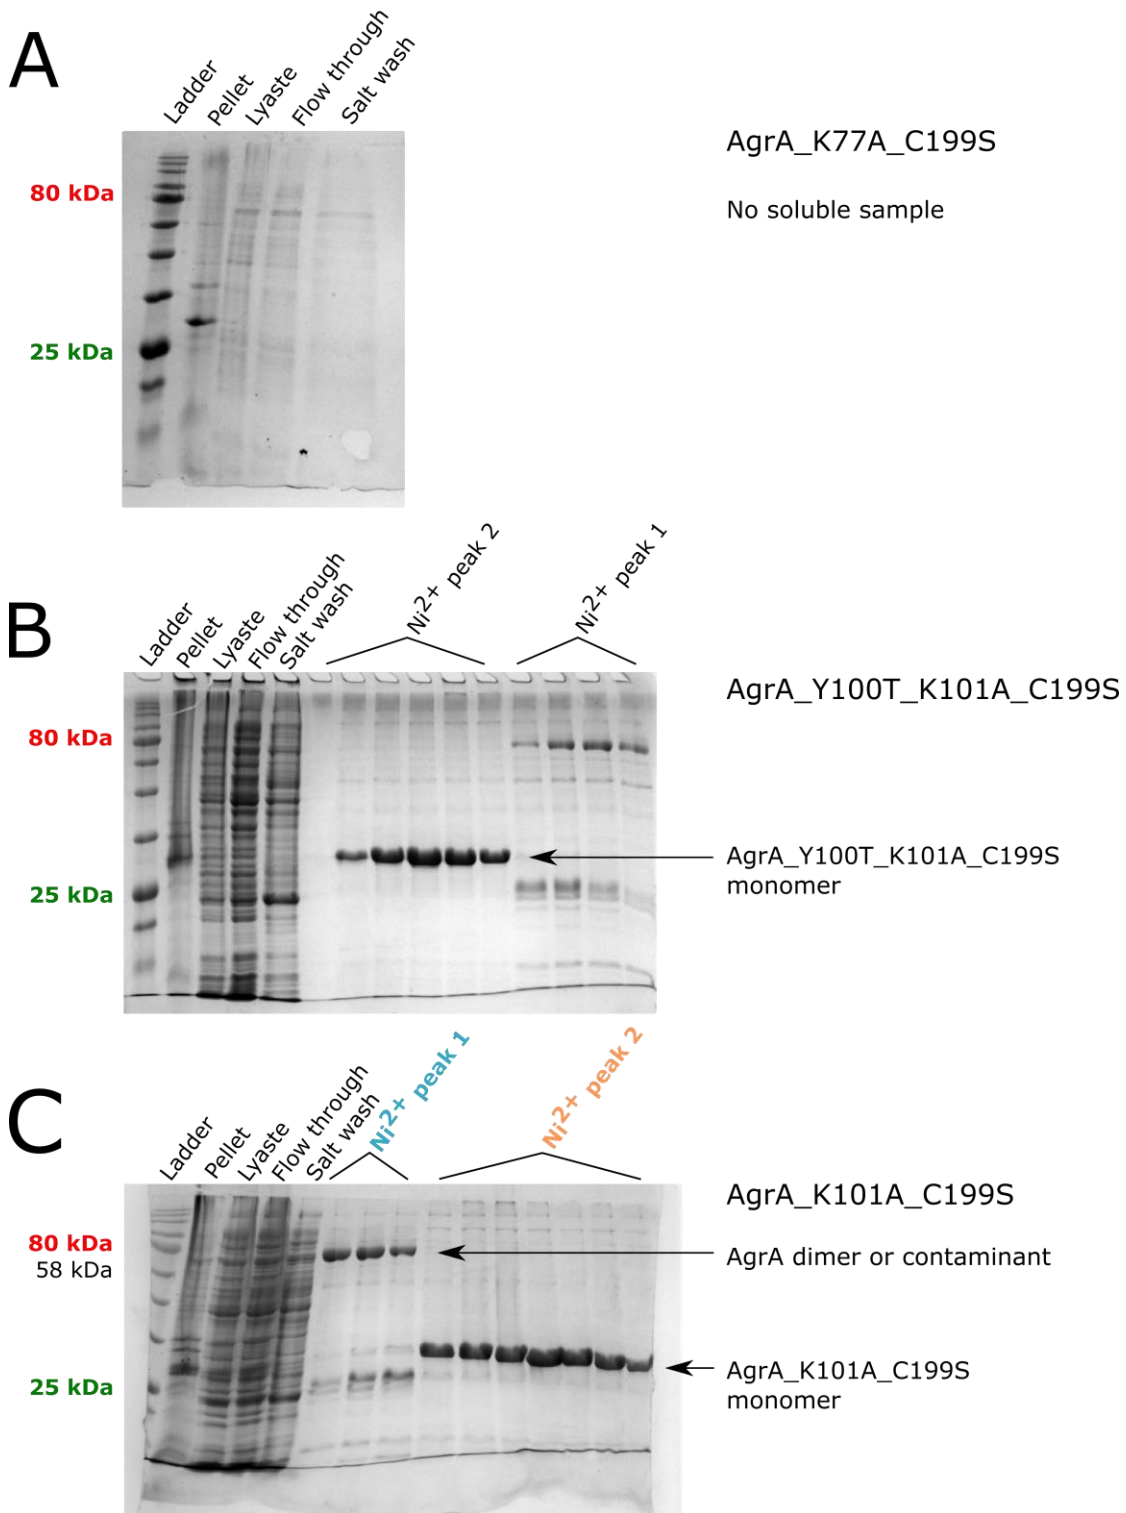 A
Ladder
Pellet
Lyaste
Flow through
Salt wash
80 kDa
25 kDa
AgrA_K77A_C199S
No soluble sample
B
Ladder
Pellet
Lyaste
Flow through
Salt wash
Ni2+ peak 2
Ni2+ peak 1
80 kDa
25 kDa
AgrA_Y100T_K101A_C199S
AgrA_Y100T_K101A_C199S
monomer
C
Ladder
Pellet
Lyaste
Flow through
Salt wash
Ni2+ peak 1
Ni2+ peak 2
80 kDa
58 kDa
25 kDa
AgrA_K101A_C199S
AgrA dimer or contaminant
AgrA_K101A_C199S
monomer